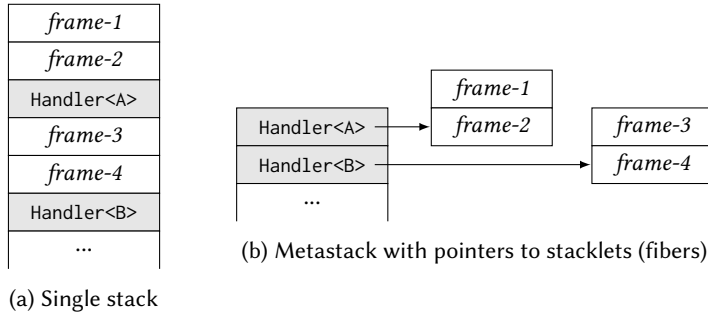 frame-1
frame-2
Handler<A>
frame-3
frame-4
Handler<B>
...
(a) Single stack
Handler<A>
Handler<B>
...
frame-1
frame-2
frame-3
frame-4
(b) Metastack with pointers to stacklets (fibers)